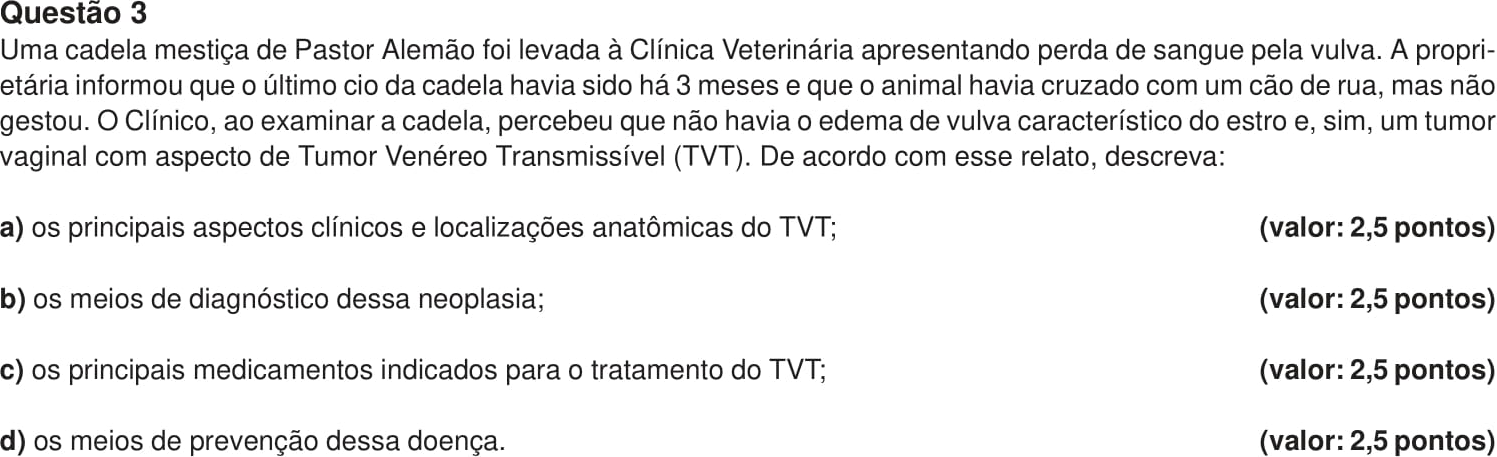 Questão 3
Uma cadela mestiça de Pastor Alemão foi levada à Clínica Veterinária apresentando perda de sangue pela vulva. A propri-
etária informou que o último cio da cadela havia sido há 3 meses e que o animal havia cruzado com um cão de rua, mas não
gestou. O Clínico, ao examinar a cadela, percebeu que não havia o edema de vulva característico do estro e, sim, um tumor
vaginal com aspecto de Tumor Venéreo Transmissível (TVT). De acordo com esse relato, descreva:
a) os principais aspectos clínicos e localizações anatômicas do TVT; (valor: 2,5 pontos)
b) os meios de diagnóstico dessa neoplasia; (valor: 2,5 pontos)
c) os principais medicamentos indicados para o tratamento do TVT; (valor: 2,5 pontos)
d) os meios de prevenção dessa doença. (valor: 2,5 pontos)